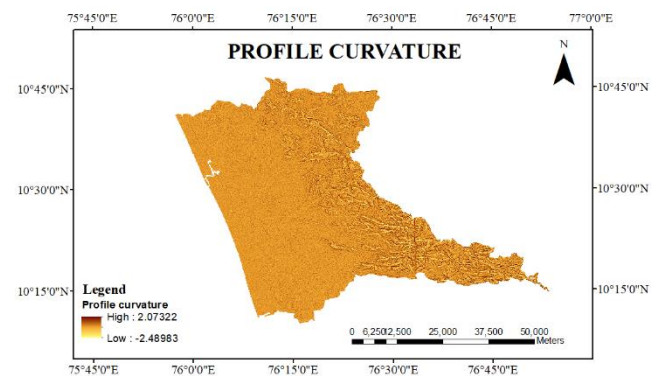 75°45'0"E 76°0'0"E 76°15'0"E 76°30'0"E 76°45'0"E 77°0'0"E
PROFILE CURVATURE
N
10°45'0"N 10°45'0"N
10°30'0"N 10°30'0"N
10°15'0"N 10°15'0"N
Legend
Profile curvature
High : 2.07322
Low : -2.48983
0 6,250 12,500 25,000 37,500 50,000
Meters
75°45'0"E 76°0'0"E 76°15'0"E 76°30'0"E 76°45'0"E